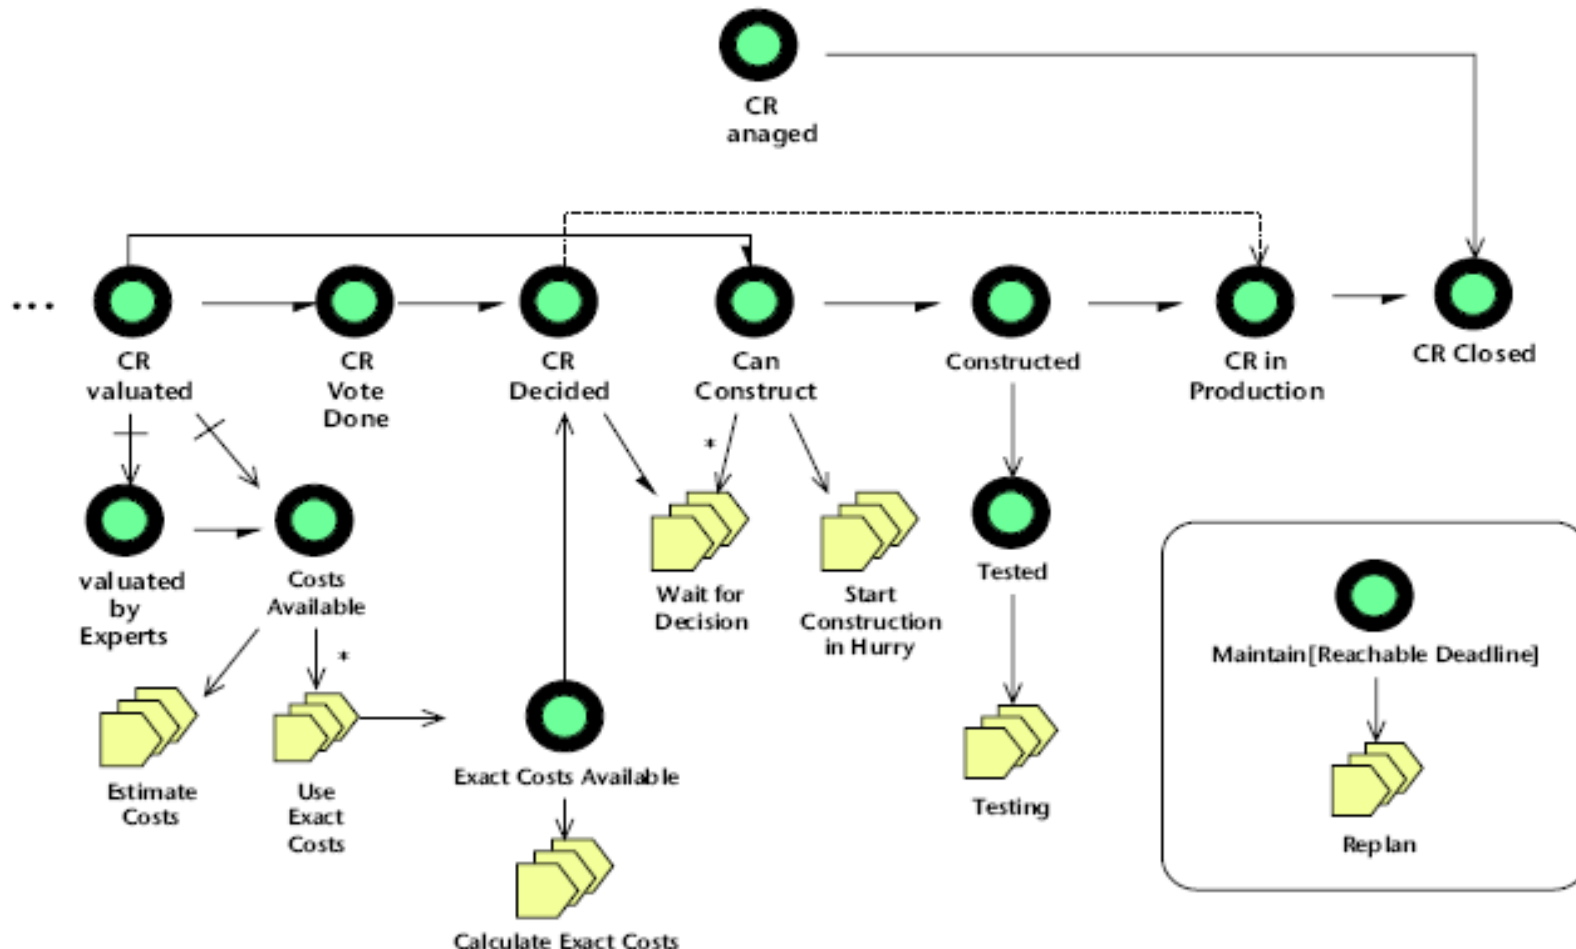 CR
anaged
...
CR
valuated
CR
Vote
Done
CR
Decided
Can
Construct
Constructed
CR in
Production
CR Closed
*
valuated
by
Experts
Costs
Available
Wait for
Decision
Start
Construction
in Hurry
Tested
Maintain[Reachable Deadline]
*
Estimate
Costs
Use
Exact
Costs
Exact Costs Available
Testing
Replan
Calculate Exact Costs